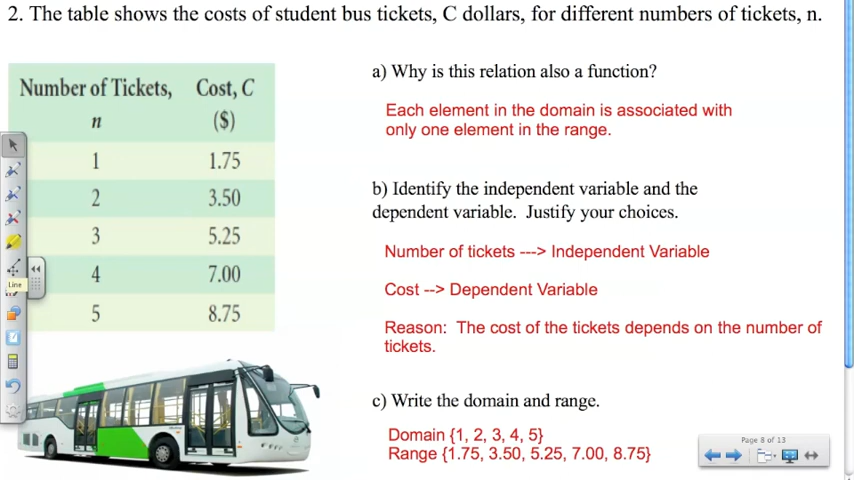 2. The table shows the costs of student bus tickets, C dollars, for different numbers of tickets, n.
Number of Tickets, Cost, C
n ($)
1 1.75
2 3.50
3 5.25
4 7.00
5 8.75
Line
a) Why is this relation also a function?
Each element in the domain is associated with
only one element in the range.
b) Identify the independent variable and the
dependent variable. Justify your choices.
Number of tickets ---> Independent Variable
Cost --> Dependent Variable
Reason: The cost of the tickets depends on the number of
tickets.
c) Write the domain and range.
Domain {1, 2, 3, 4, 5}
Range {1.75, 3.50, 5.25, 7.00, 8.75}
Page 8 of 13